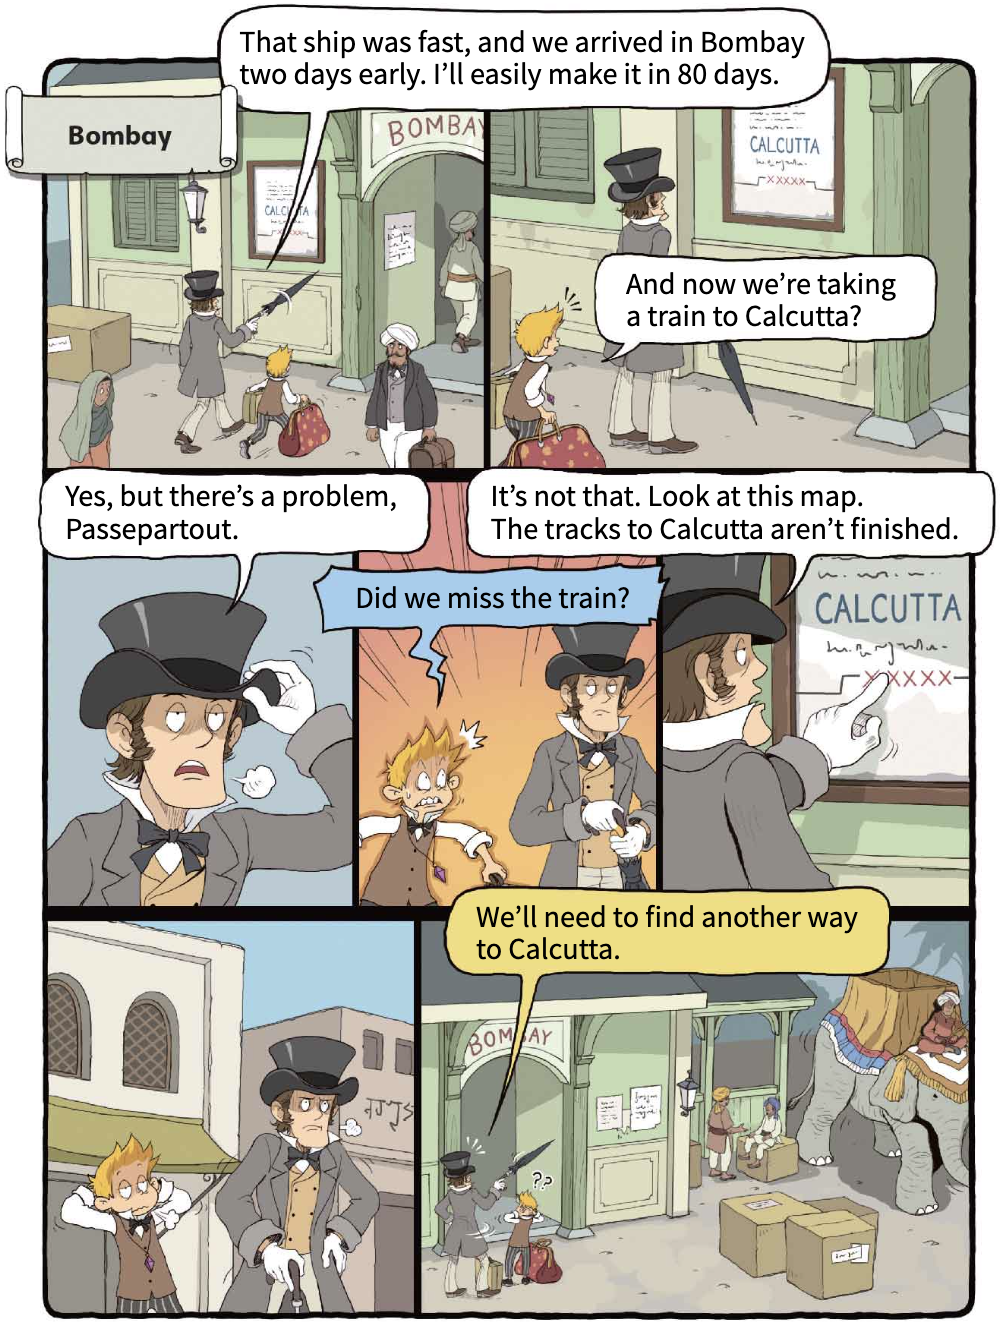 That ship was fast, and we arrived in Bombay
two days early. I'll easily make it in 80 days.
Bombay
BOMBAY
CALCUTTA
CALCUTTA
XXXXX
And now we're taking
a train to Calcutta?
Yes, but there's a problem,
Passepartout.
Did we miss the train?
It's not that. Look at this map.
The tracks to Calcutta aren't finished.
CALCUTTA
XXXXX
We'll need to find another way
to Calcutta.
BOMBAY
??